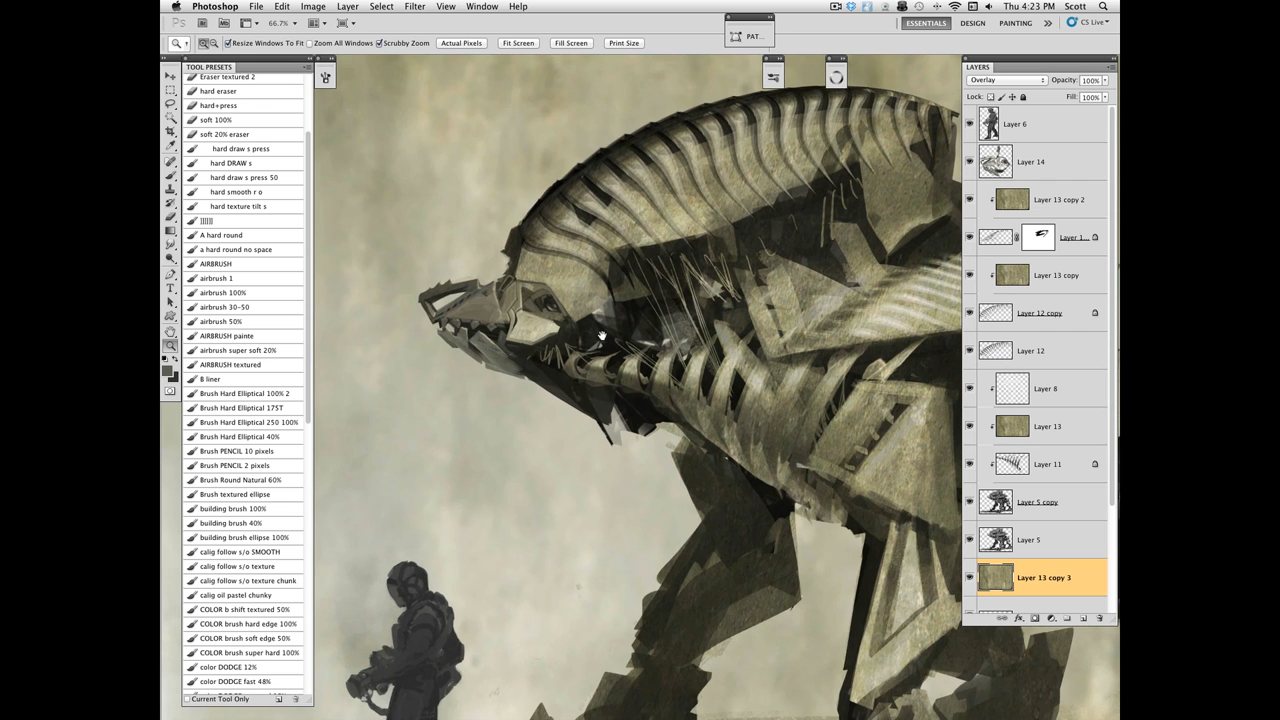 Photoshop File Edit Image Layer Select Filter View Window Help Thu 4:23 PM Scott
Ps Br Mb 66.7% ESSENTIALS DESIGN PAINTING CS Live
PAT...
Resize Windows To Fit Zoom All Windows Scrubby Zoom Actual Pixels Fit Screen Fill Screen Print Size
TOOL PRESETS
Eraser textured 2
hard eraser
hard+press
soft 100%
soft 20% eraser
hard draw s press
hard DRAW s
hard draw s press 50
hard smooth r o
hard texture tilt s
]]]]]]
A hard round
a hard round no space
AIRBRUSH
airbrush 1
airbrush 100%
airbrush 30-50
airbrush 50%
AIRBRUSH painte
airbrush super soft 20%
AIRBRUSH textured
B liner
Brush Hard Elliptical 100% 2
Brush Hard Elliptical 175T
Brush Hard Elliptical 250 100%
Brush Hard Elliptical 40%
Brush PENCIL 10 pixels
Brush PENCIL 2 pixels
Brush Round Natural 60%
Brush textured ellipse
building brush 100%
building brush 40%
building brush ellipse 100%
calig follow s/o SMOOTH
calig follow s/o texture
calig follow s/o texture chunk
calig oil pastel chunky
COLOR b shift textured 50%
COLOR brush hard edge 100%
COLOR brush soft edge 50%
COLOR brush super hard 100%
color DODGE 12%
color DODGE fast 48%
Current Tool Only
LAYERS
Overlay Opacity: 100%
Lock: Fill: 100%
Layer 6
Layer 14
Layer 13 copy 2
Layer 1...
Layer 13 copy
Layer 12 copy
Layer 12
Layer 8
Layer 13
Layer 11
Layer 5 copy
Layer 5
Layer 13 copy 3